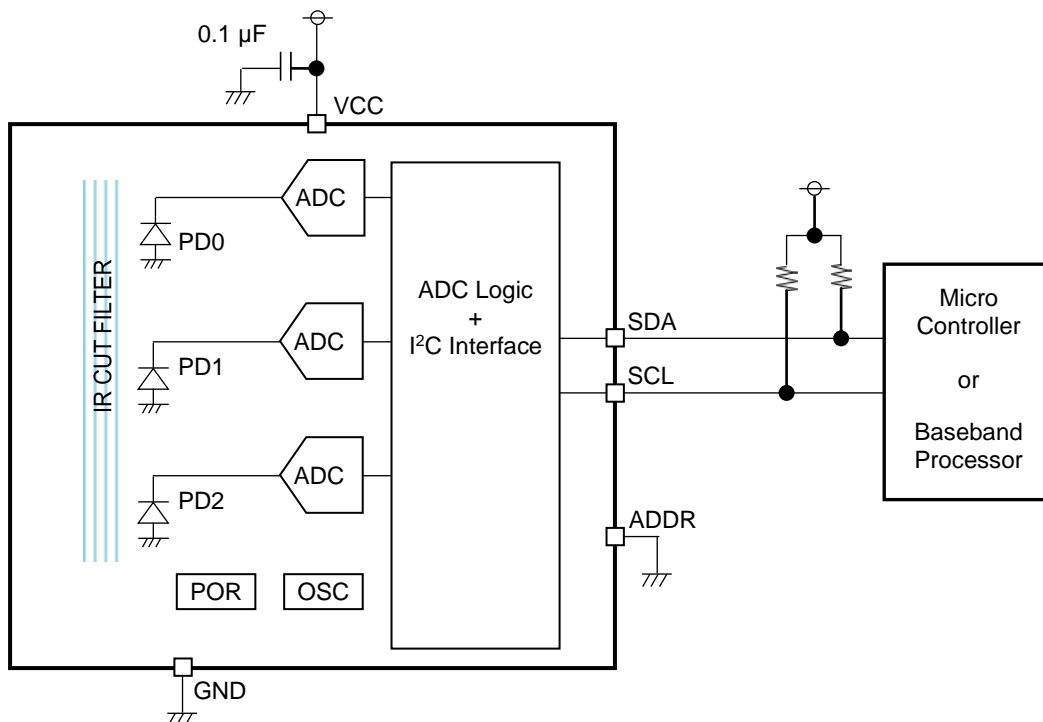 0.1 µF
VCC
IR CUT FILTER
ADC
PD0
ADC
PD1
ADC
PD2
POR
OSC
ADC Logic
+
I²C Interface
SDA
SCL
ADDR
GND
Micro
Controller
or
Baseband
Processor